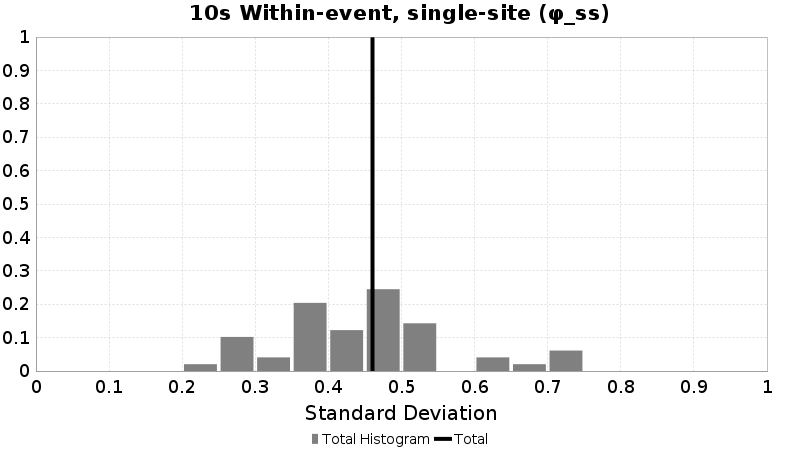 10s Within-event, single-site (φ_ss)
1
0.9
0.8
0.7
0.6
0.5
0.4
0.3
0.2
0.1
0
0 0.1 0.2 0.3 0.4 0.5 0.6 0.7 0.8 0.9 1
Standard Deviation
Total Histogram Total